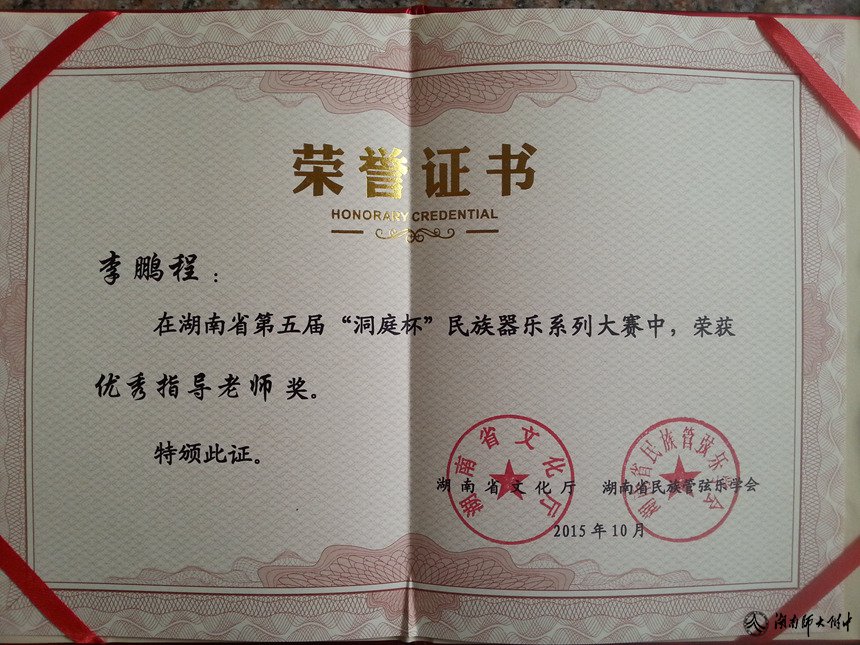 荣誉证书
HONORARY CREDENTIAL
李鹏程：
在湖南省第五届“洞庭杯”民族器乐系列大赛中，荣获
优秀指导老师 奖。
特颁此证。
湖南省文化厅
湖南省文化厅 湖南省民族管弦乐学会
湖南省民族管弦乐学会
2015年10月
湖南师大附中